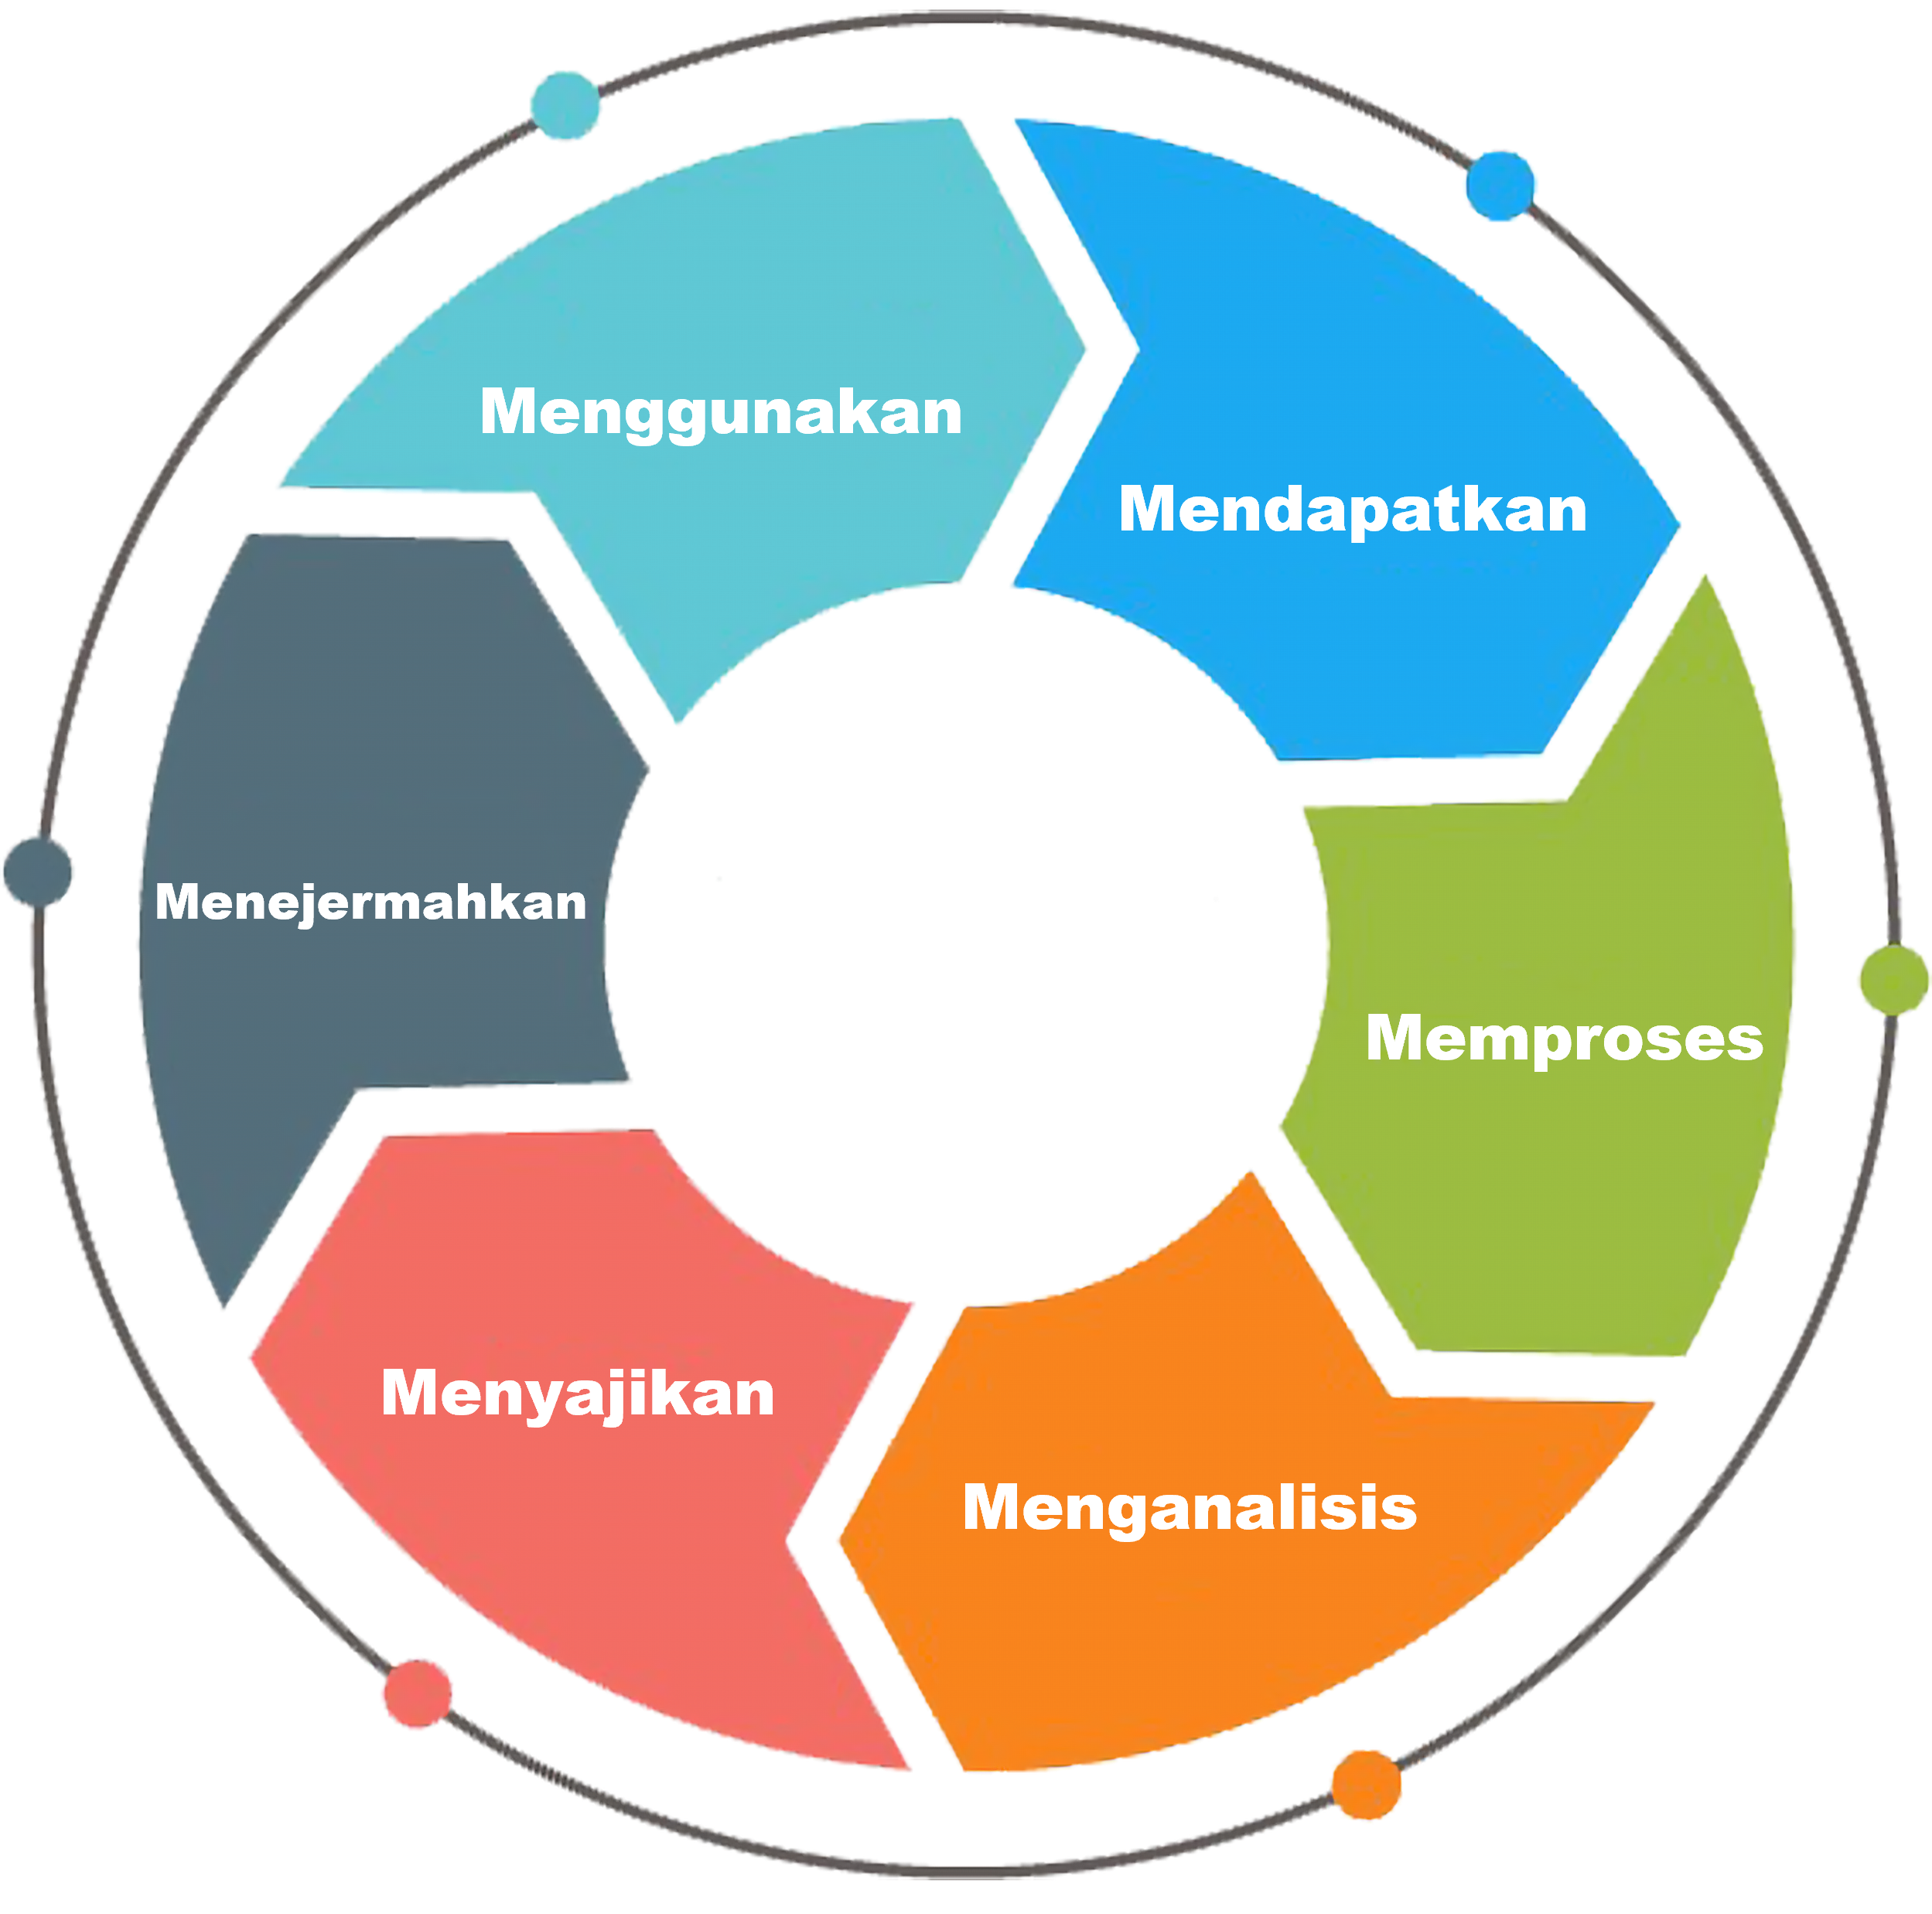 Menggunakan
Mendapatkan
Menejermahkan
Memproses
Menyajikan
Menganalisis